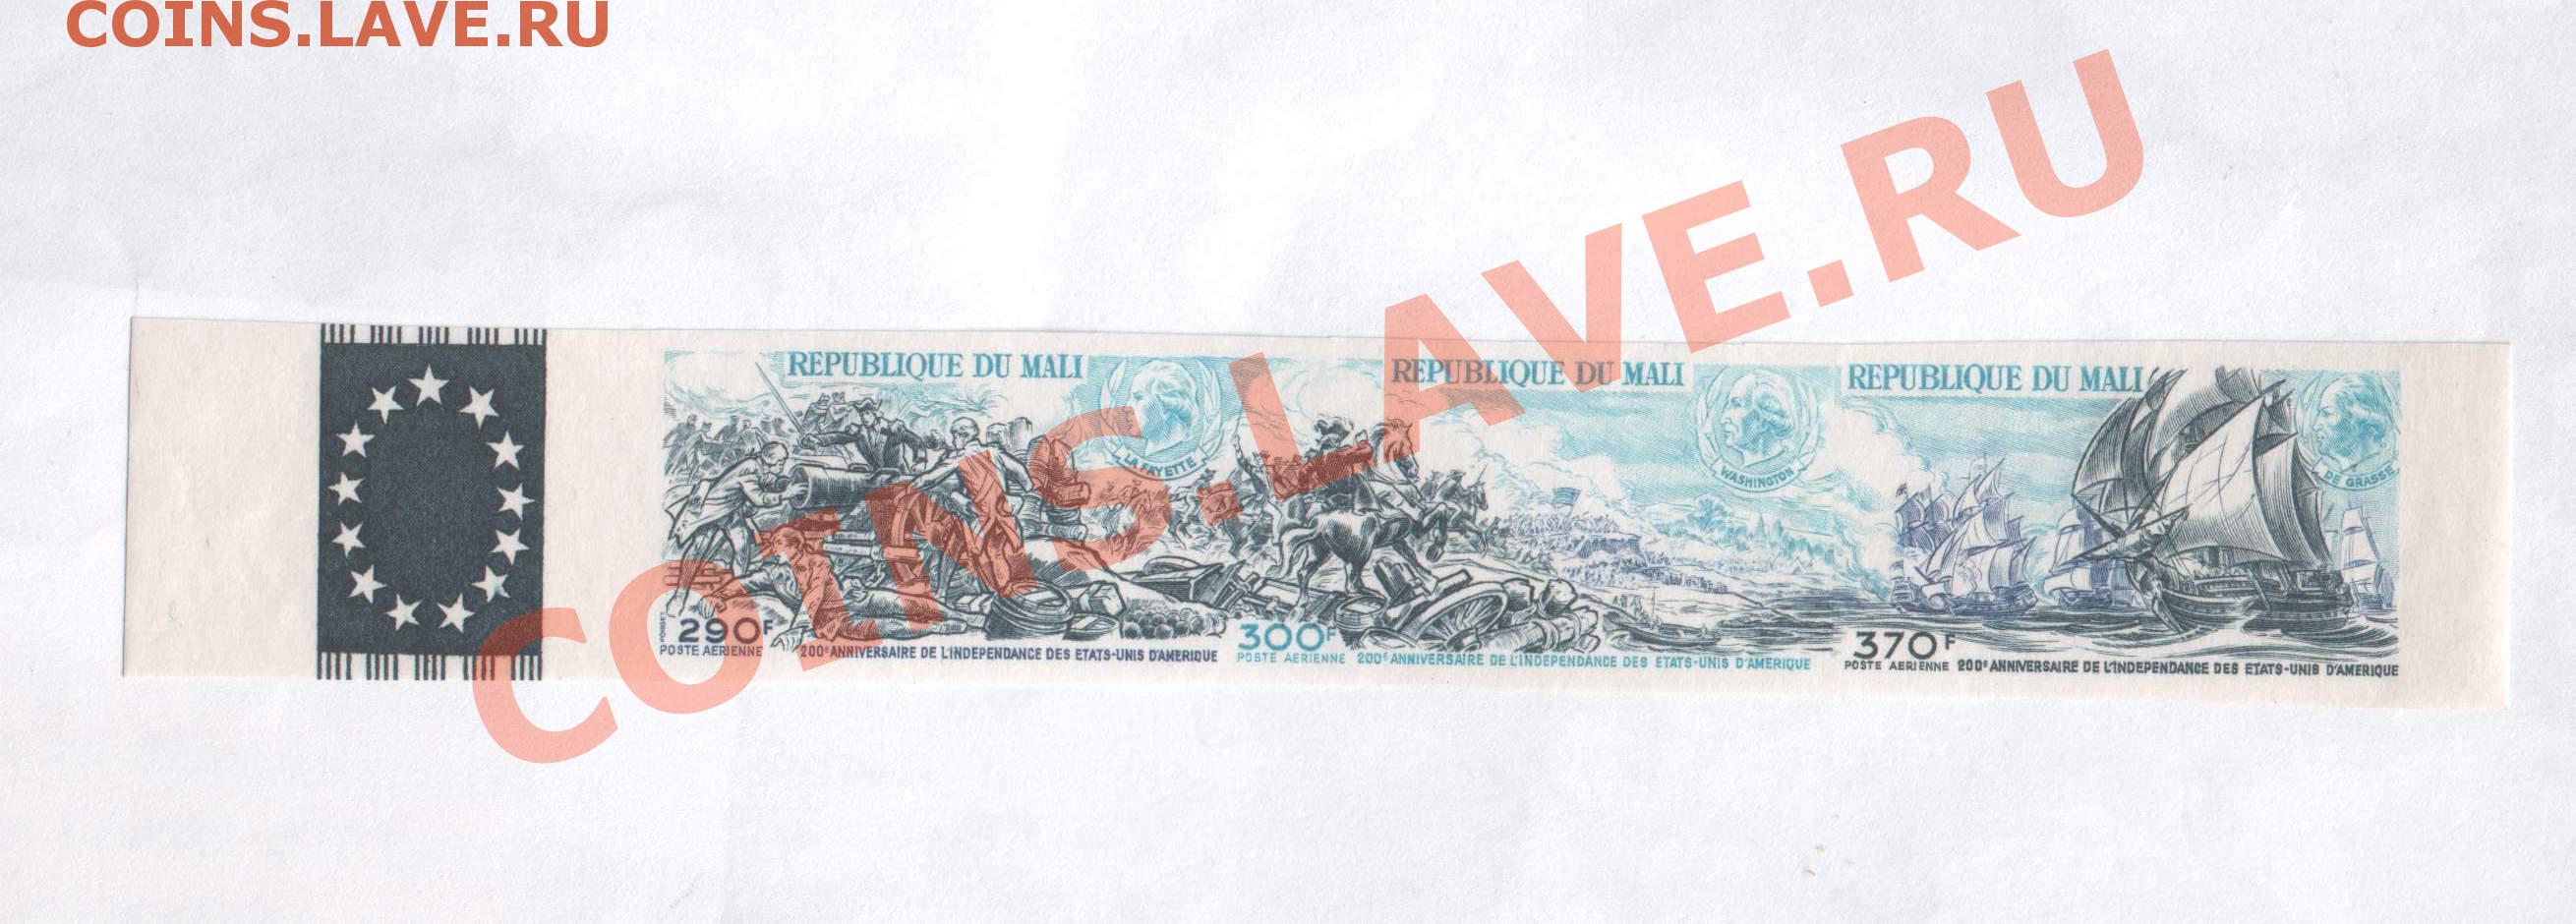 COINS.LAVE.RU
COINS.LAVE.RU
REPUBLIQUE DU MALI
LA FAYETTE
290F
POSTE AERIENNE
200e ANNIVERSAIRE DE L'INDEPENDANCE DES ETATS-UNIS D'AMERIQUE
REPUBLIQUE DU MALI
WASHINGTON
300F
POSTE AERIENNE
200e ANNIVERSAIRE DE L'INDEPENDANCE DES ETATS-UNIS D'AMERIQUE
REPUBLIQUE DU MALI
DE GRASSE
370F
POSTE AERIENNE
200e ANNIVERSAIRE DE L'INDEPENDANCE DES ETATS-UNIS D'AMERIQUE